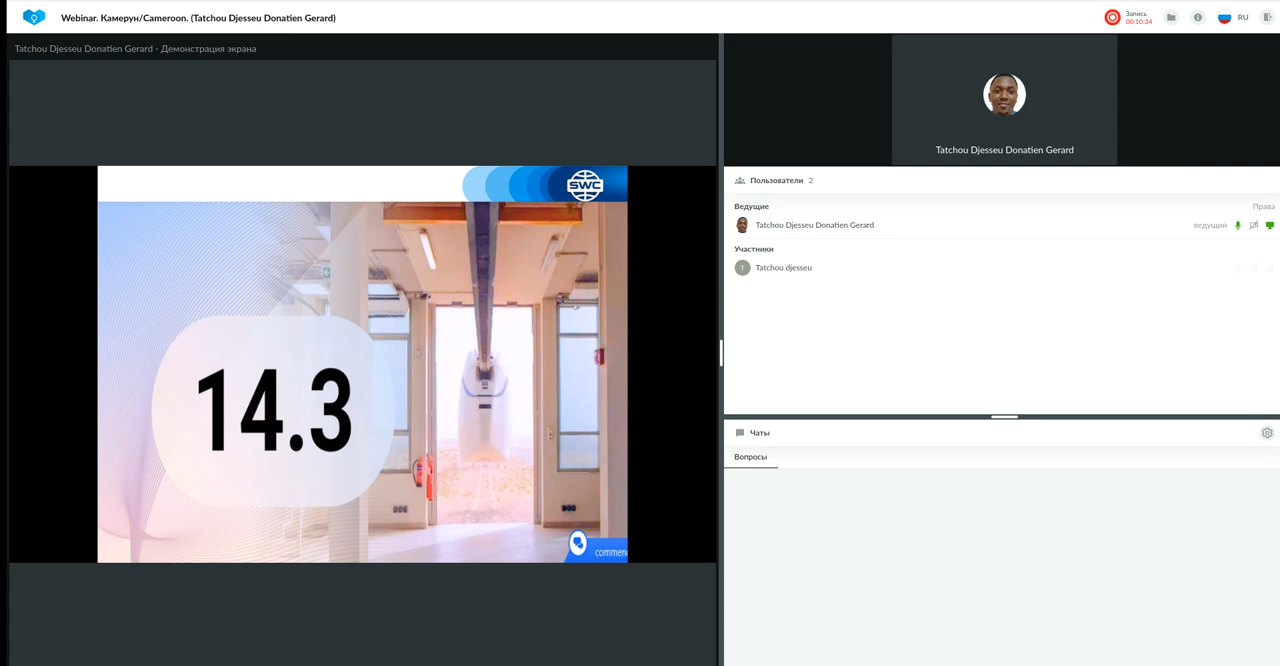 Webinar. Камерун/Cameroon. (Tatchou Djesseu Donatien Gerard)
Запись
00:10:34
RU
Tatchou Djesseu Donatien Gerard - Демонстрация экрана
SWC
14.3
commen
Tatchou Djesseu Donatien Gerard
Пользователи 2
Ведущие Права
Tatchou Djesseu Donatien Gerard ведущий
Участники
T Tatchou djesseu
Чаты
Вопросы